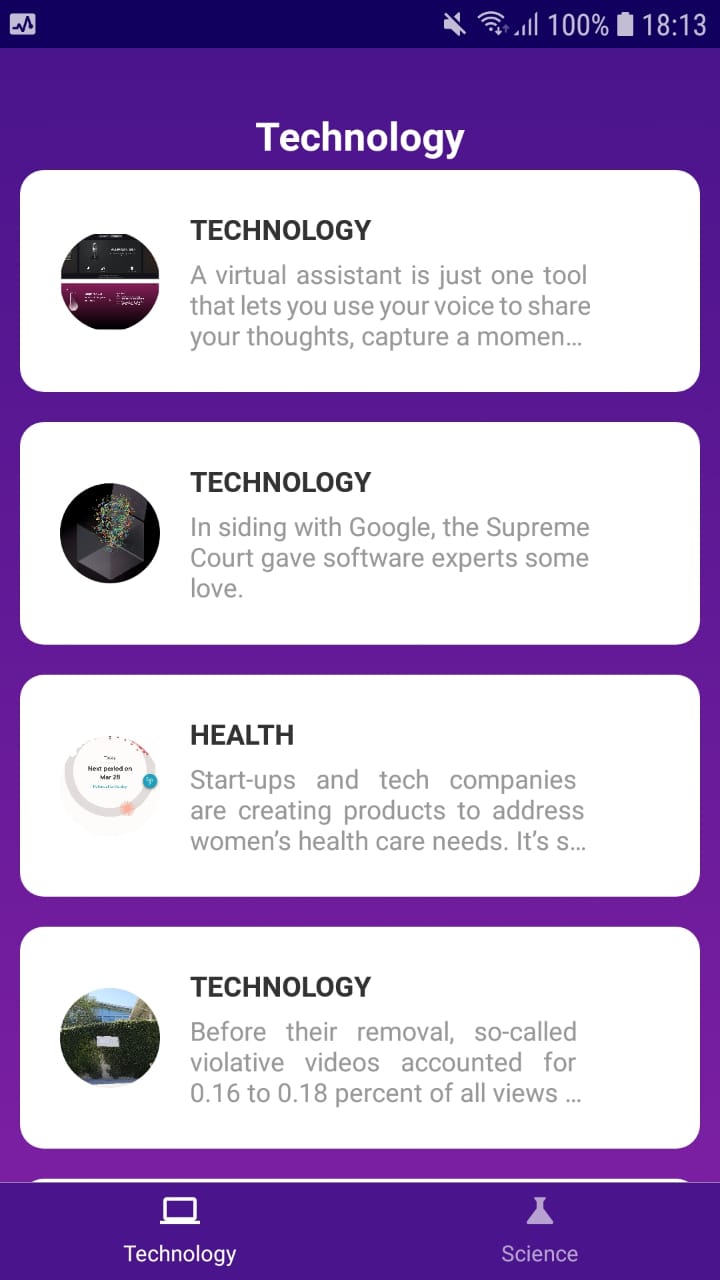 100% 18:13
Technology
TECHNOLOGY
A virtual assistant is just one tool
that lets you use your voice to share
your thoughts, capture a momen…
TECHNOLOGY
In siding with Google, the Supreme
Court gave software experts some
love.
Today
Next period on
Mar 28
HEALTH
Start-ups and tech companies
are creating products to address
women’s health care needs. It’s s…
TECHNOLOGY
Before their removal, so-called
violative videos accounted for
0.16 to 0.18 percent of all views …
Technology
Science